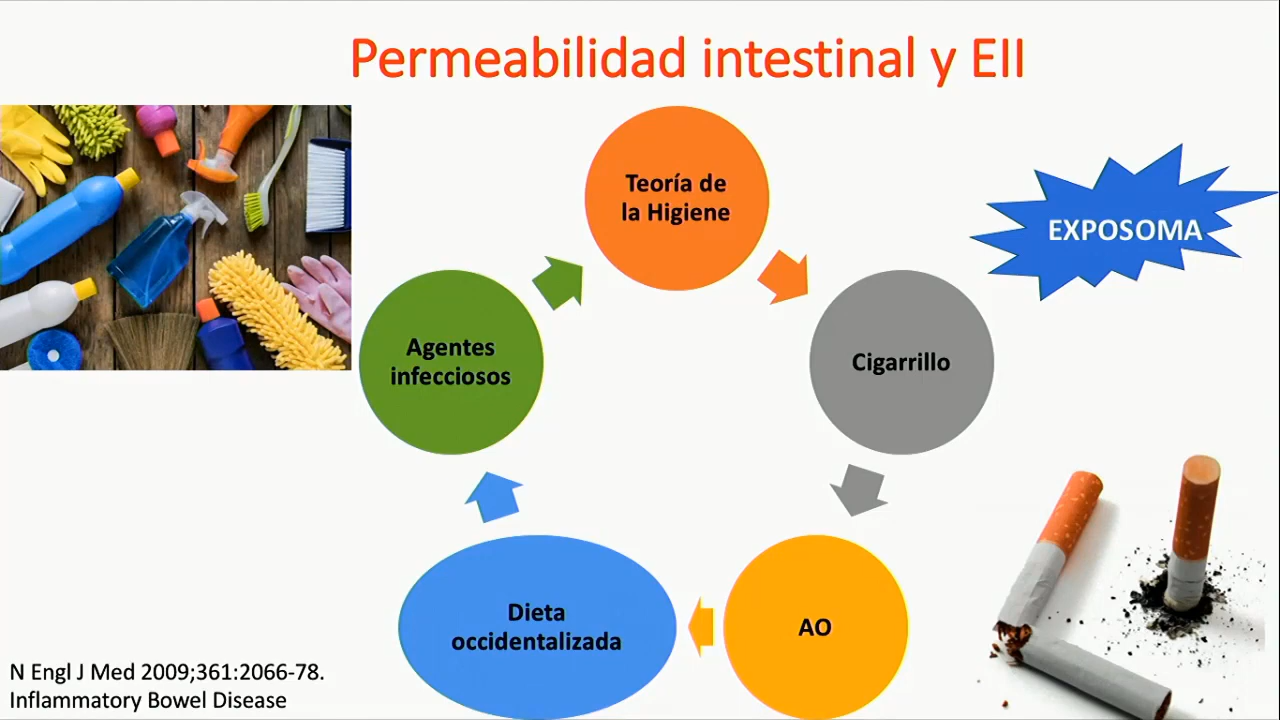 Permeabilidad intestinal y EII
Teoría de
la Higiene
EXPOSOMA
Agentes
infecciosos
Cigarrillo
Dieta
occidentalizada
AO
N Engl J Med 2009;361:2066-78.
Inflammatory Bowel Disease